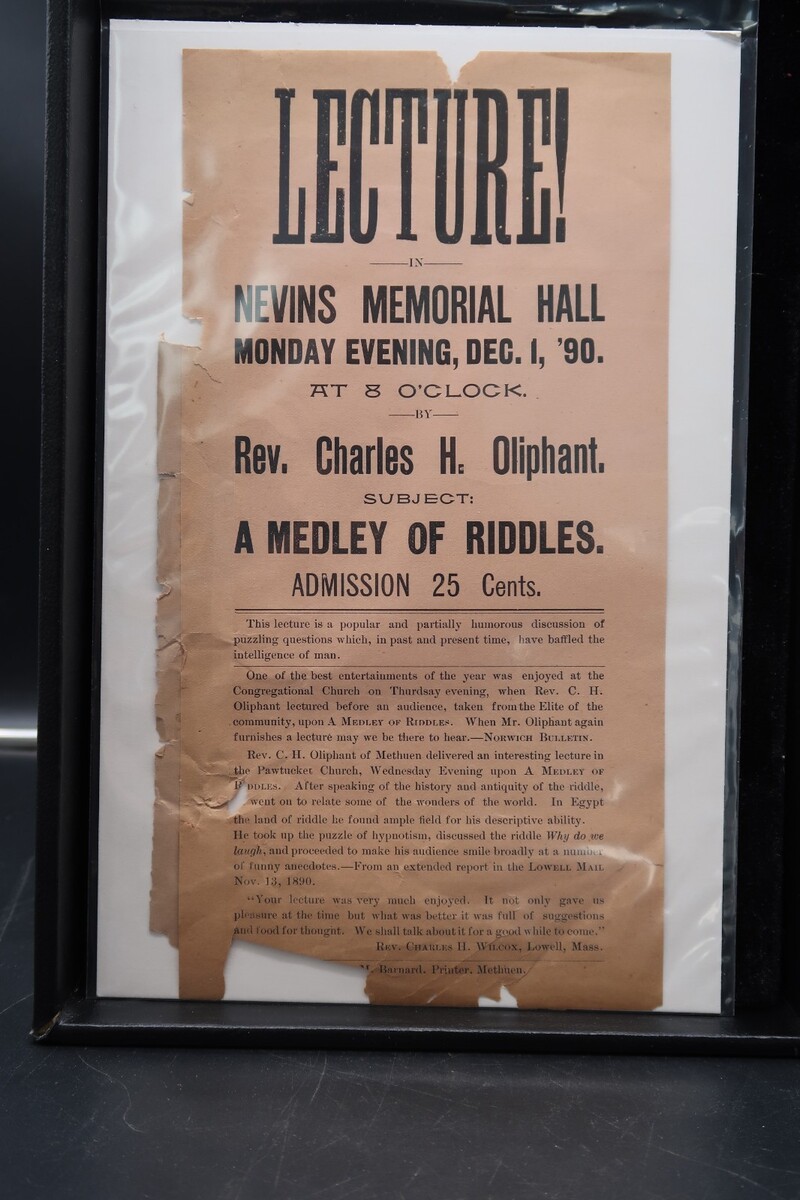 LECTURE!
IN
NEVINS MEMORIAL HALL
MONDAY EVENING, DEC. 1, '90.
AT 8 O'CLOCK.
BY
Rev. Charles H. Oliphant.
SUBJECT:
A MEDLEY OF RIDDLES.
ADMISSION 25 Cents.
This lecture is a popular and partially humorous discussion of
puzzling questions which, in past and present time, have baffled the
intelligence of man.
One of the best entertainments of the year was enjoyed at the
Congregational Church on Thurdsay evening, when Rev. C. H.
Oliphant lectured before an audience, taken from the Elite of the
community, upon A MEDLEY OF RIDDLES. When Mr. Oliphant again
furnishes a lecture may we be there to hear.—NORWICH BULLETIN.
Rev. C. H. Oliphant of Methuen delivered an interesting lecture in
the Pawtucket Church, Wednesday Evening upon A MEDLEY OF
R DDLES. After speaking of the history and antiquity of the riddle,
went on to relate some of the wonders of the world. In Egypt
the land of riddle he found ample field for his descriptive ability.
He took up the puzzle of hypnotism, discussed the riddle Why do we
laugh, and proceeded to make his audience smile broadly at a number
of funny anecdotes.—From an extended report in the LOWELL MAIL
Nov. 13, 1890.
"Your lecture was very much enjoyed. It not only gave us
pleasure at the time but what was better it was full of suggestions
and food for thought. We shall talk about it for a good while to come."
REV. CHARLES H. WILCOX, Lowell, Mass.
Barnard. Printer, Methuen.